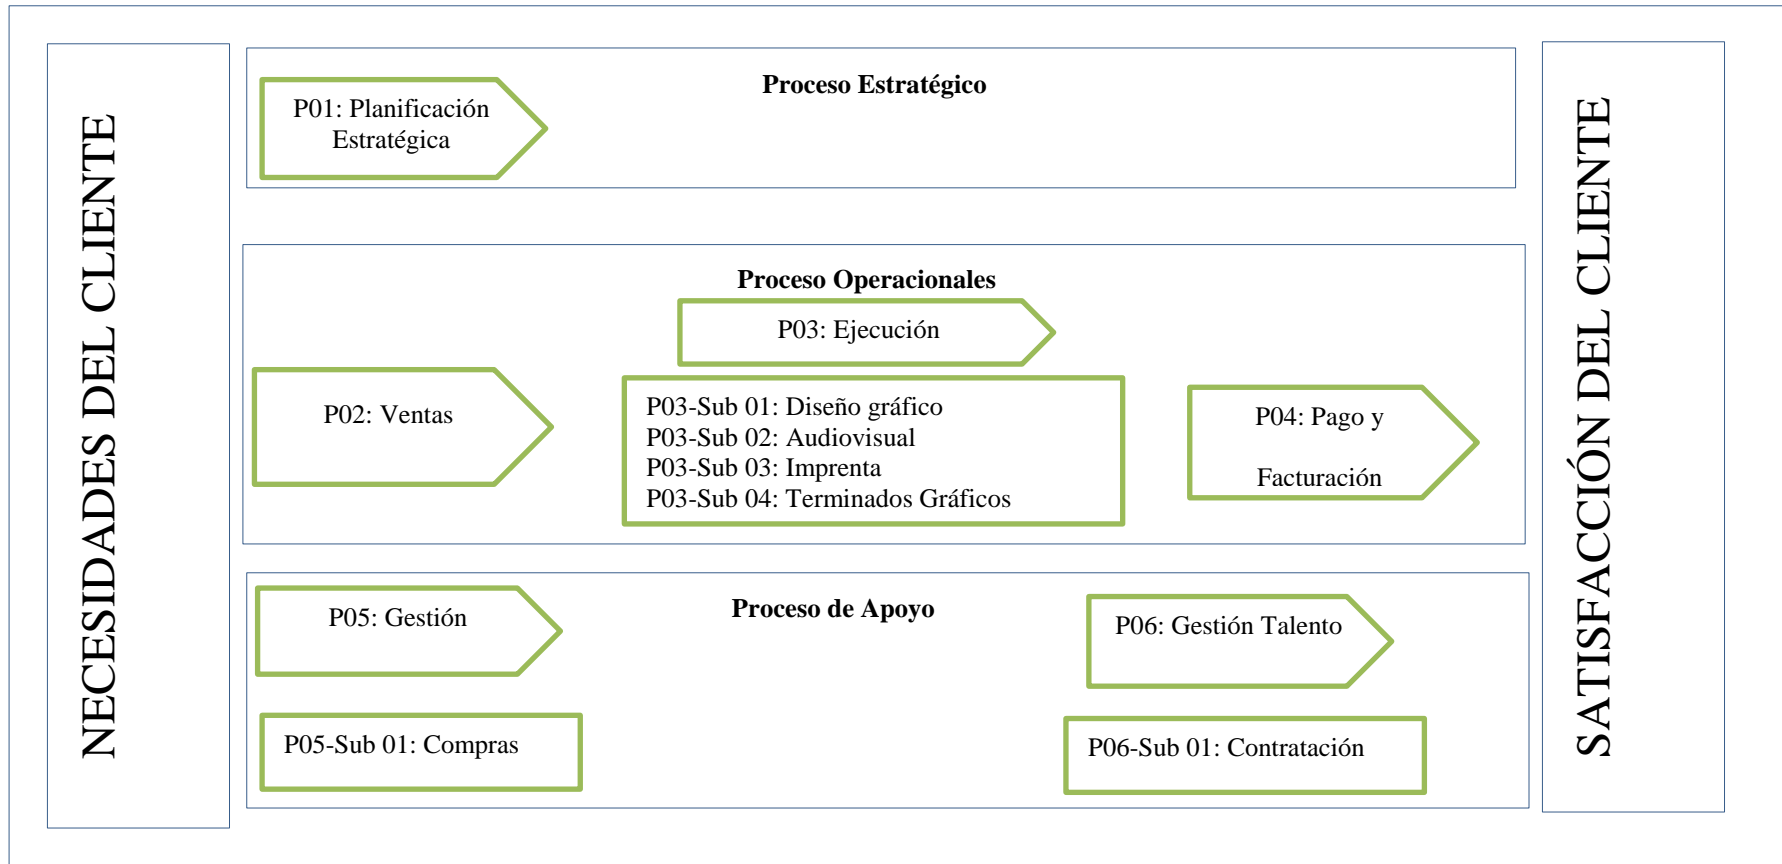 NECESIDADES DEL CLIENTE
Proceso Estratégico
P01: Planificación
Estratégica
Proceso Operacionales
P02: Ventas
P03: Ejecución
P03-Sub 01: Diseño gráfico
P03-Sub 02: Audiovisual
P03-Sub 03: Imprenta
P03-Sub 04: Terminados Gráficos
P04: Pago y
Facturación
Proceso de Apoyo
P05: Gestión
P05-Sub 01: Compras
P06: Gestión Talento
P06-Sub 01: Contratación
SATISFACCIÓN DEL CLIENTE